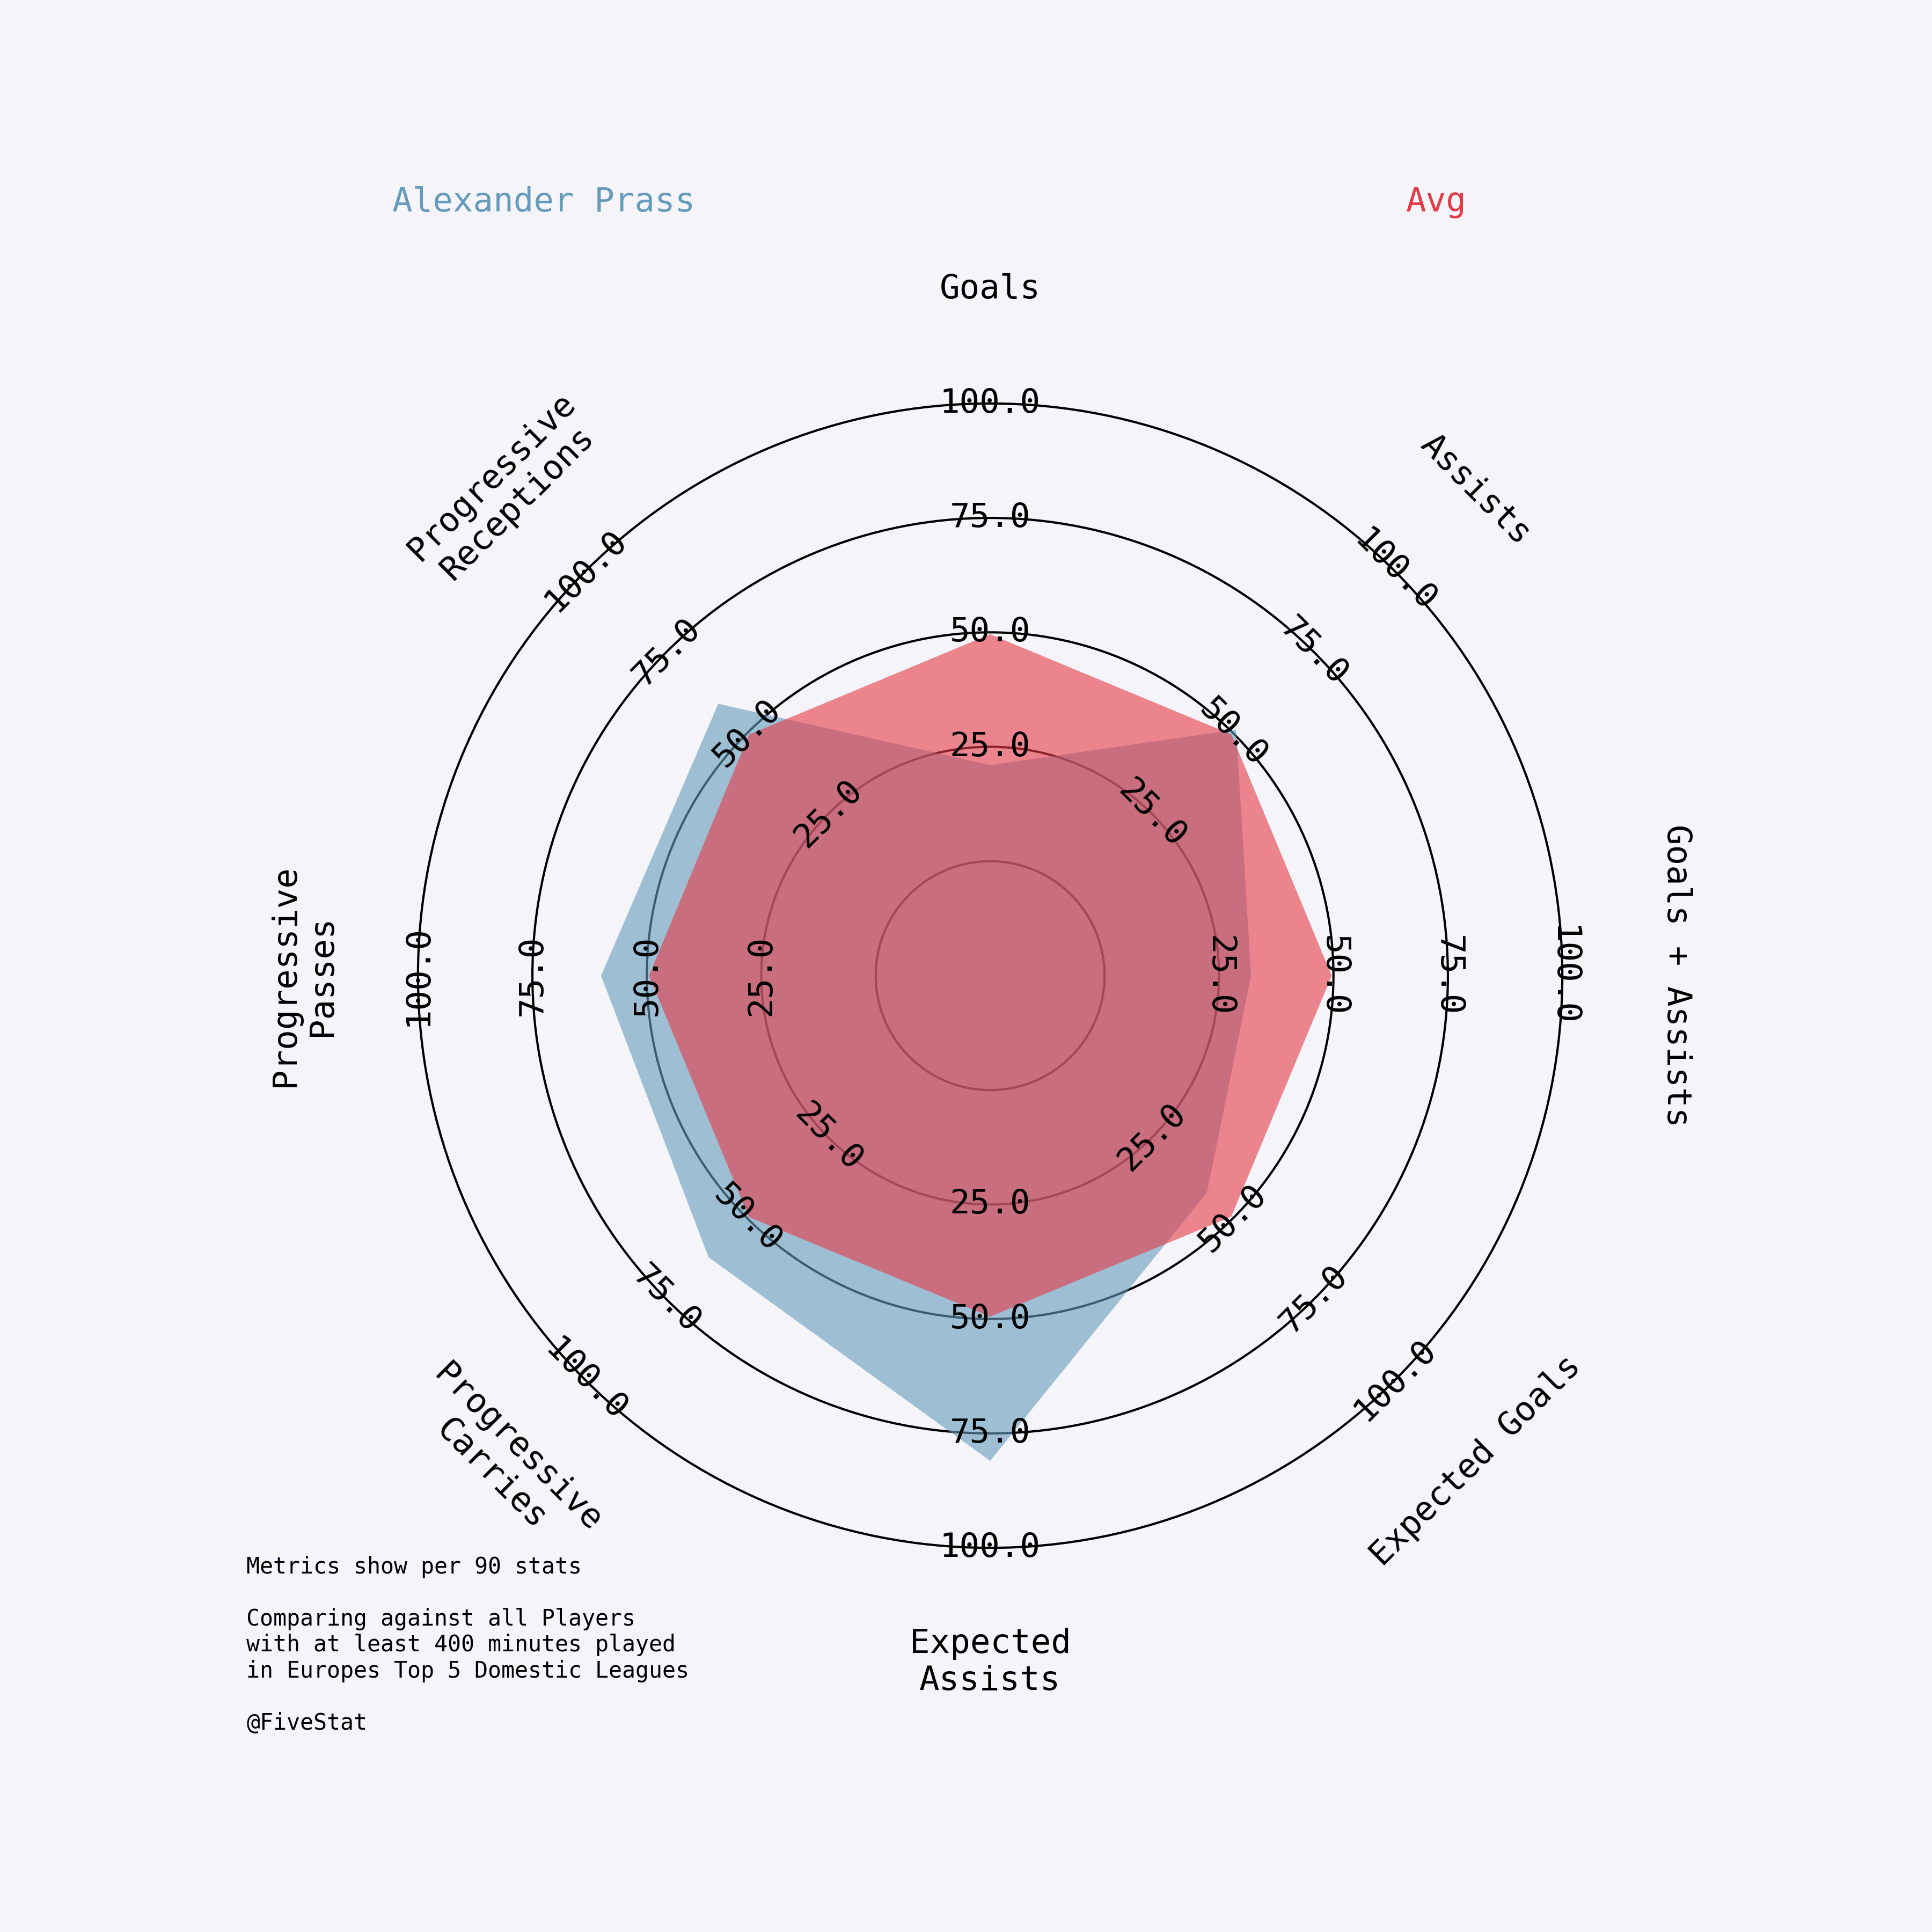 Alexander Prass
Avg
Goals
100.0
75.0
50.0
25.0
Assists
100.0
75.0
50.0
25.0
Goals + Assists
100.0
75.0
50.0
25.0
Expected Goals
100.0
75.0
50.0
25.0
Expected
Assists
100.0
75.0
50.0
25.0
Progressive
Carries
100.0
75.0
50.0
25.0
Progressive
Passes
100.0
75.0
50.0
25.0
Progressive
Receptions
100.0
75.0
50.0
25.0
Metrics show per 90 stats
Comparing against all Players
with at least 400 minutes played
in Europes Top 5 Domestic Leagues
@FiveStat